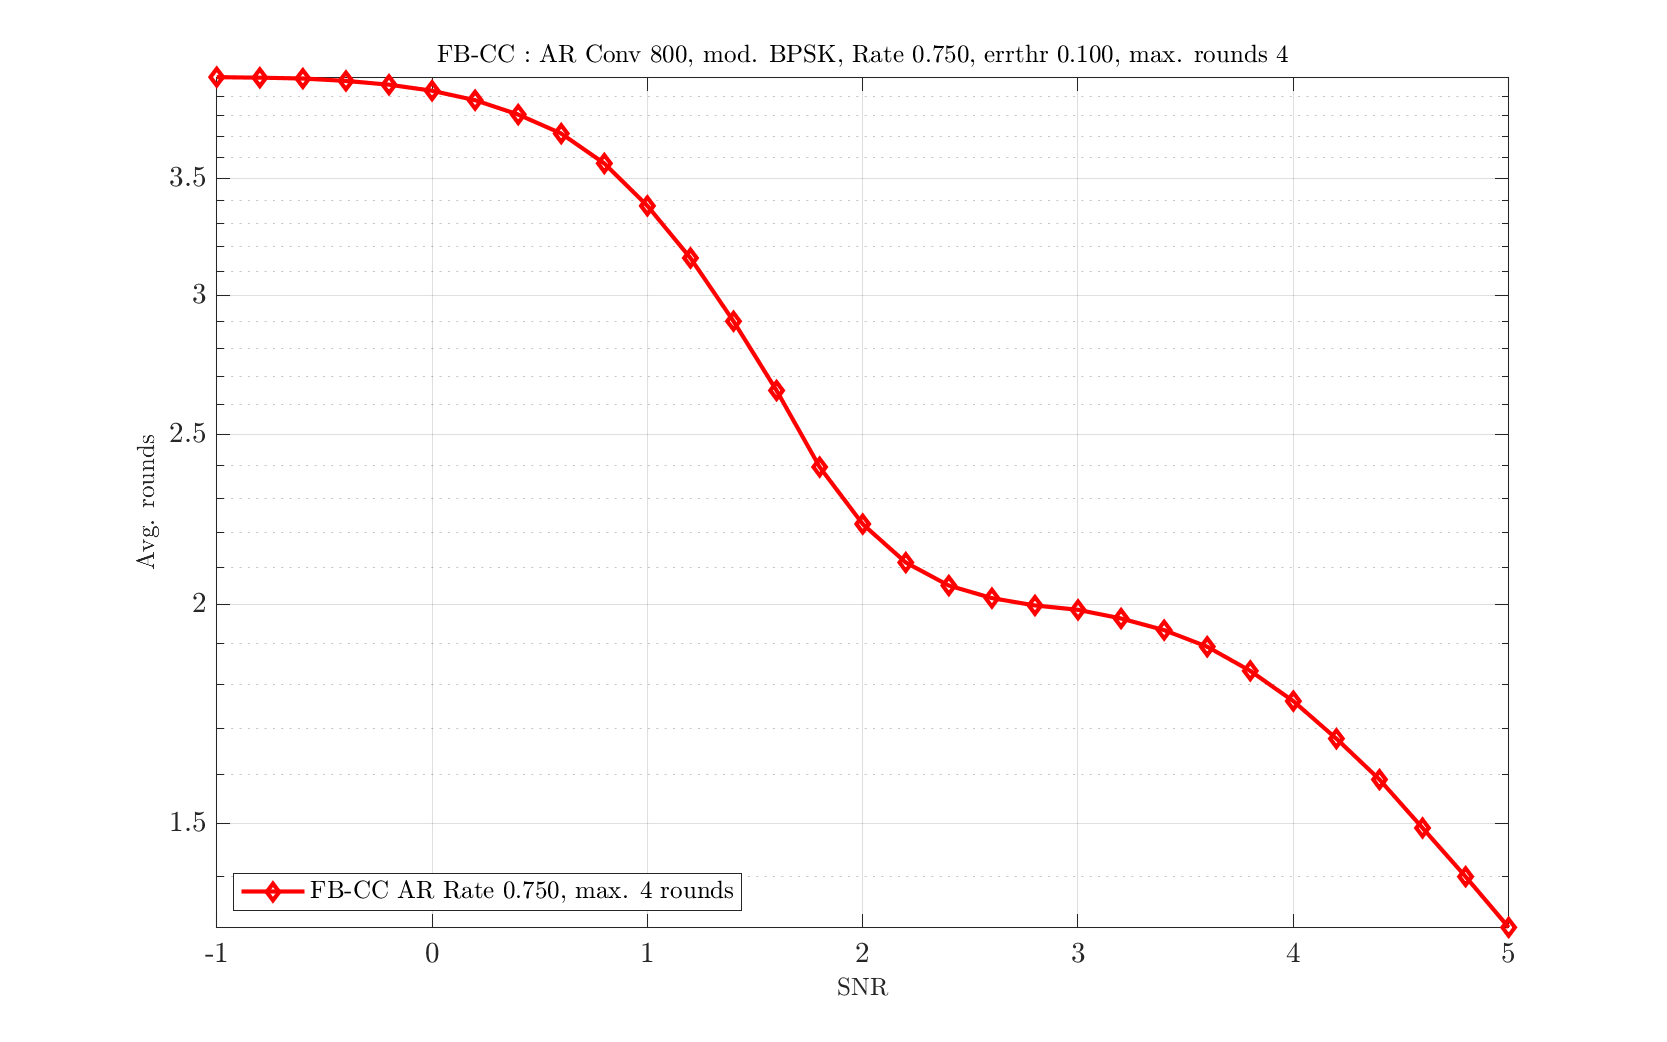 FB-CC : AR Conv 800, mod. BPSK, Rate 0.750, errthr 0.100, max. rounds 4
3.5
3
2.5
2
1.5
Avg. rounds
FB-CC AR Rate 0.750, max. 4 rounds
-1 0 1 2 3 4 5
SNR